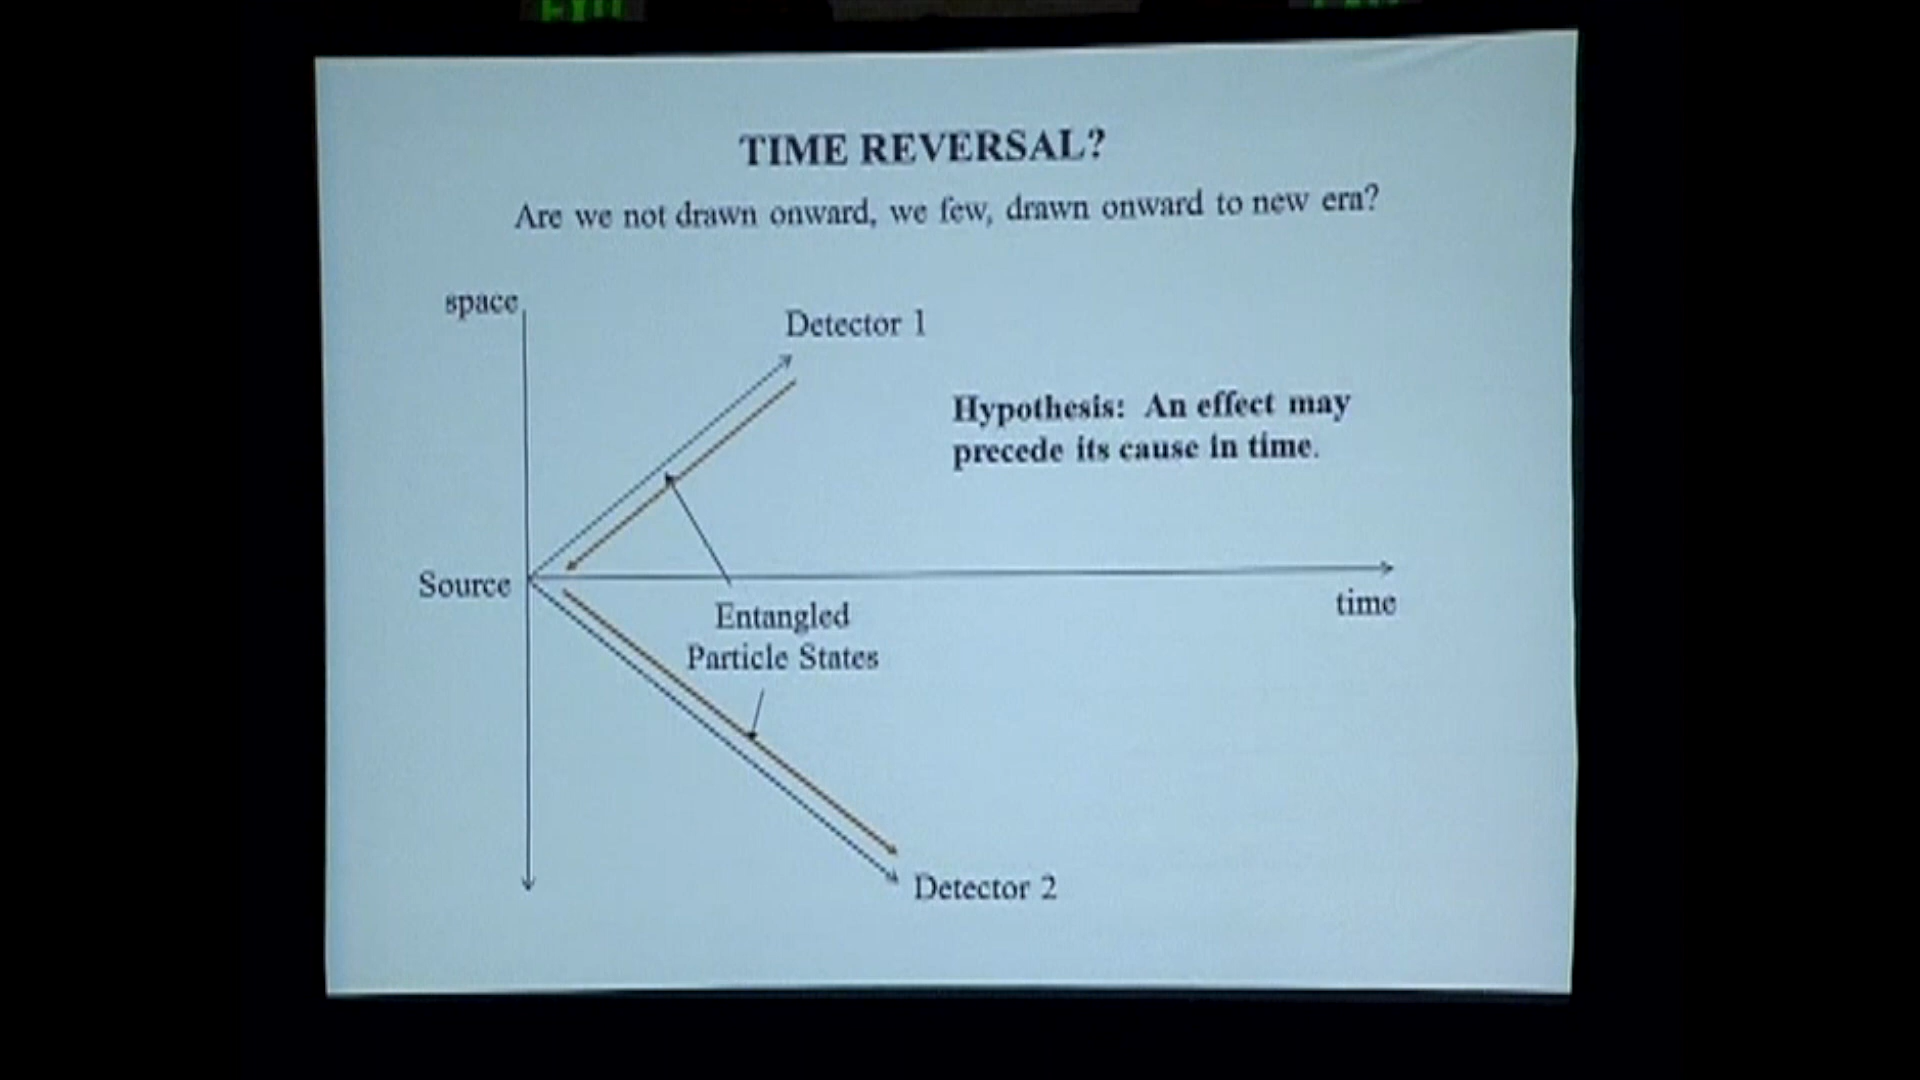 EXIT
TIME REVERSAL?
Are we not drawn onward, we few, drawn onward to new era?
space
Detector 1
Hypothesis: An effect may
precede its cause in time.
Source
time
Entangled
Particle States
Detector 2